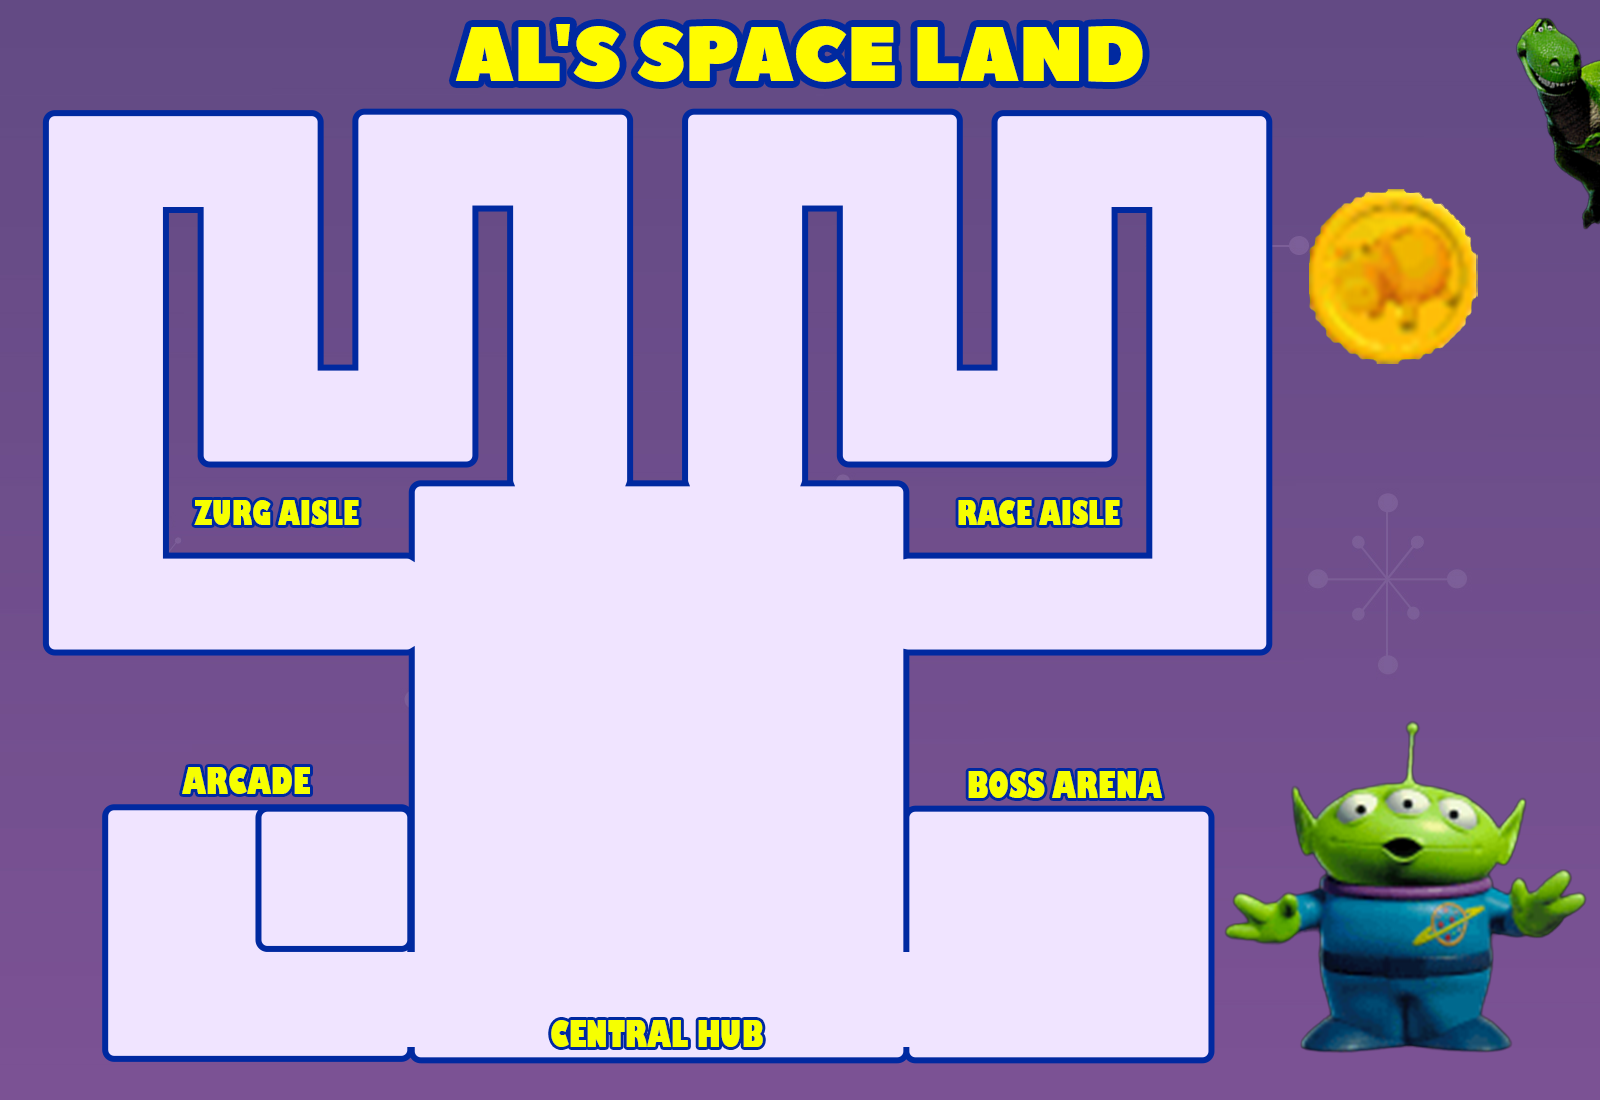 AL'S SPACE LAND
ZURG AISLE
RACE AISLE
ARCADE
BOSS ARENA
CENTRAL HUB